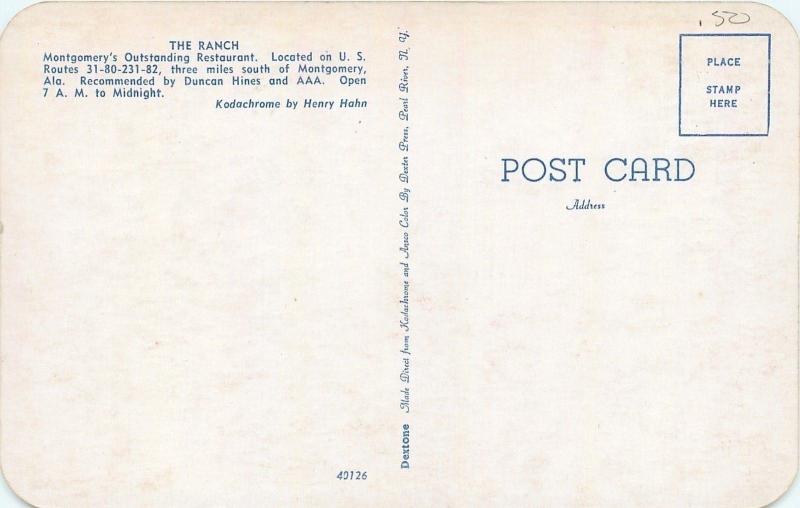 THE RANCH
Montgomery's Outstanding Restaurant. Located on U. S.
Routes 31-80-231-82, three miles south of Montgomery,
Ala. Recommended by Duncan Hines and AAA. Open
7 A. M. to Midnight.
Kodachrome by Henry Hahn
40126
Dextone Made Direct from Kodachrome and Ansco Color By Dexter Press, Pearl River, N. Y.
.50
PLACE
STAMP
HERE
POST CARD
Address